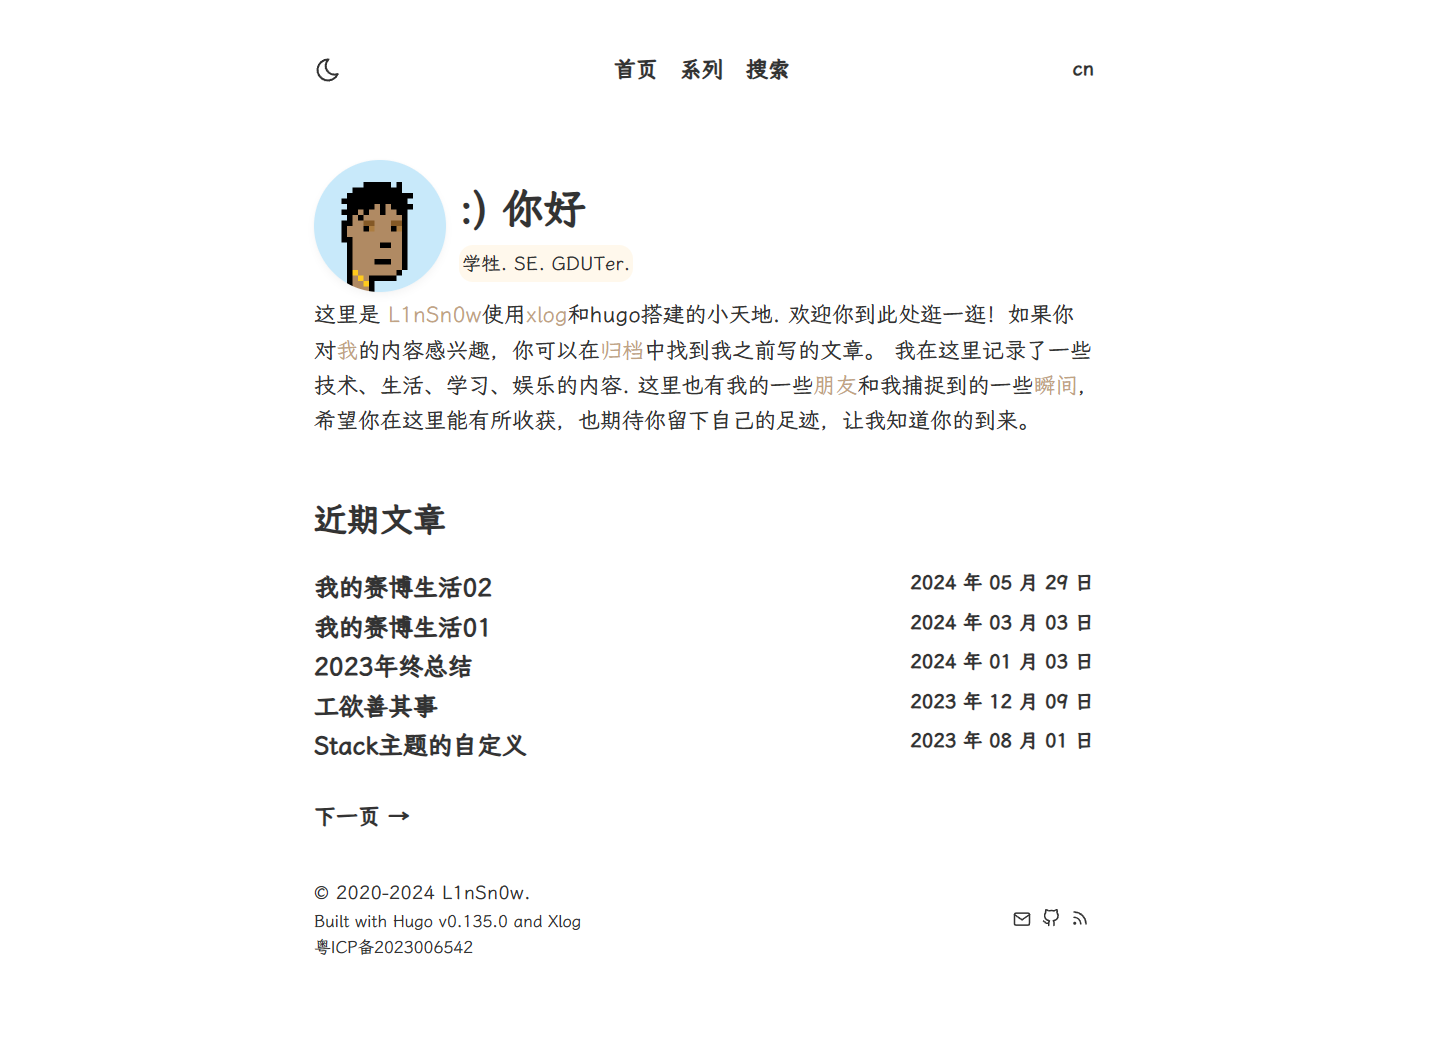 首页 系列 搜索 cn
:) 你好
学牲. SE. GDUTer.
这里是 L1nSn0w使用xlog和hugo搭建的小天地. 欢迎你到此处逛一逛！如果你
对我的内容感兴趣，你可以在归档中找到我之前写的文章。 我在这里记录了一些
技术、生活、学习、娱乐的内容. 这里也有我的一些朋友和我捕捉到的一些瞬间，
希望你在这里能有所收获，也期待你留下自己的足迹，让我知道你的到来。
近期文章
我的赛博生活02 2024 年 05 月 29 日
我的赛博生活01 2024 年 03 月 03 日
2023年终总结 2024 年 01 月 03 日
工欲善其事 2023 年 12 月 09 日
Stack主题的自定义 2023 年 08 月 01 日
下一页 →
© 2020-2024 L1nSn0w.
Built with Hugo v0.135.0 and Xlog
粤ICP备2023006542